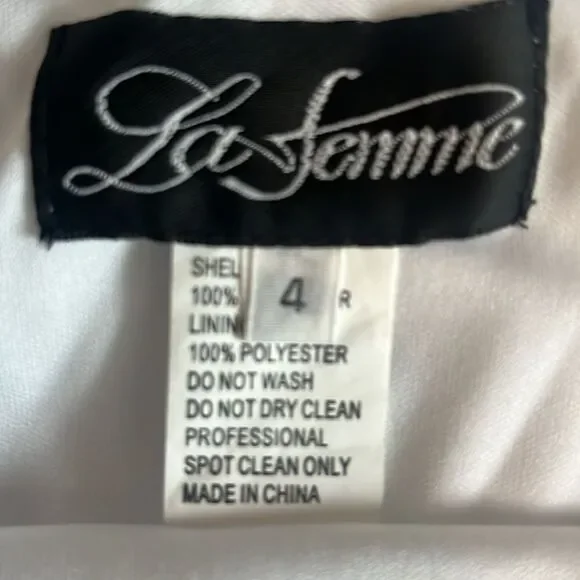 La Femme
SHEL
100% 4 R
LININ
100% POLYESTER
DO NOT WASH
DO NOT DRY CLEAN
PROFESSIONAL
SPOT CLEAN ONLY
MADE IN CHINA